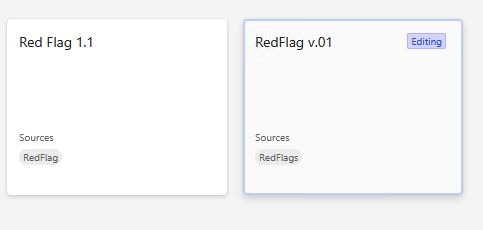 Red Flag 1.1
Sources
RedFlag
RedFlag v.01
Editing
Sources
RedFlags